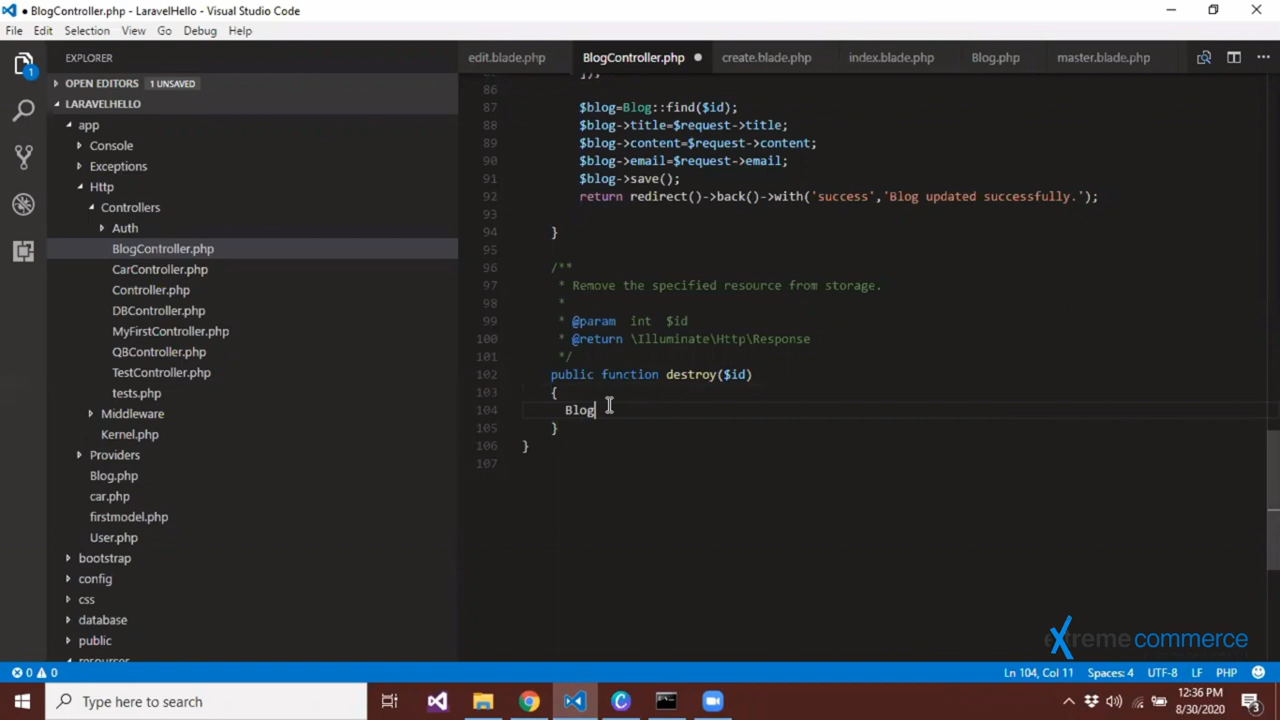 ● BlogController.php - LaravelHello - Visual Studio Code
File Edit Selection View Go Debug Help
EXPLORER
OPEN EDITORS 1 UNSAVED
LARAVELHELLO
app
Console
Exceptions
Http
Controllers
Auth
BlogController.php
CarController.php
Controller.php
DBController.php
MyFirstController.php
QBController.php
TestController.php
tests.php
Middleware
Kernel.php
Providers
Blog.php
car.php
firstmodel.php
User.php
bootstrap
config
css
database
public
resources
1
edit.blade.php BlogController.php ● create.blade.php index.blade.php Blog.php master.blade.php
]);
86
87 $blog=Blog::find($id);
88 $blog->title=$request->title;
89 $blog->content=$request->content;
90 $blog->email=$request->email;
91 $blog->save();
92 return redirect()->back()->with('success','Blog updated successfully.');
93
94 }
95
96 /**
97 * Remove the specified resource from storage.
98 *
99 * @param int $id
100 * @return \Illuminate\Http\Response
101 */
102 public function destroy($id)
103 {
104 Blog
105 }
106 }
107
extreme commerce
0 0 Ln 104, Col 11 Spaces: 4 UTF-8 LF PHP
Type here to search
12:36 PM
8/30/2020
3